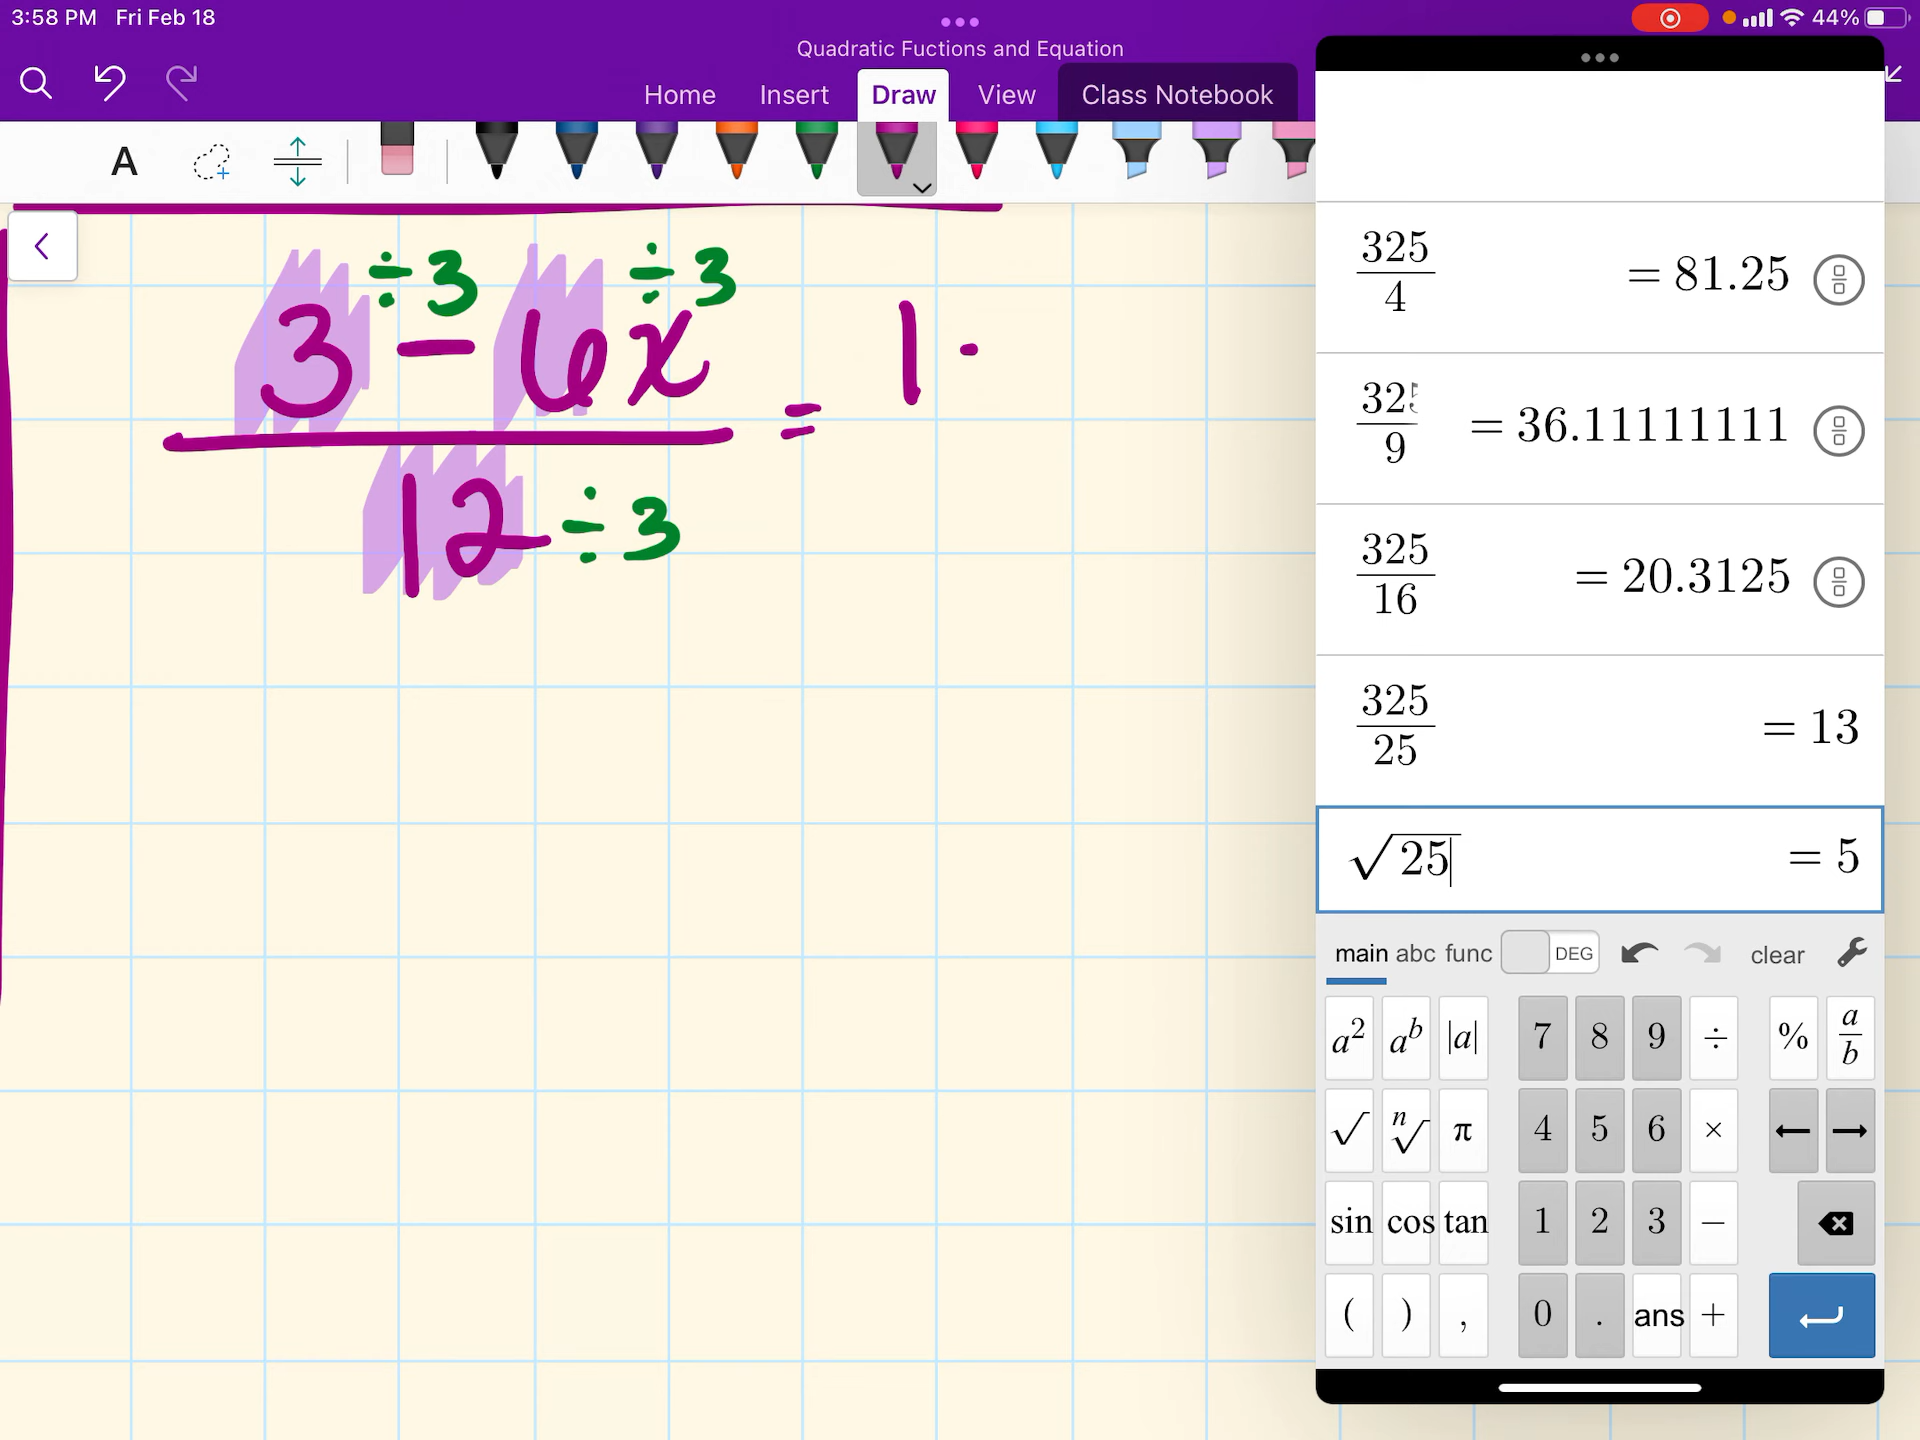 3:58 PM Fri Feb 18
44%
Quadratic Fuctions and Equation
Home Insert Draw View Class Notebook
A
3 ÷3 − 6x ÷3
12 ÷3
= 1 -
325
4
= 81.25
325
9
= 36.11111111
325
16
= 20.3125
325
25
= 13
√25 = 5
main abc func DEG clear
a² aᵇ |a| 7 8 9 ÷ % a/b
√ ⁿ√ π 4 5 6 × ← →
sin cos tan 1 2 3 −
( ) , 0 . ans +